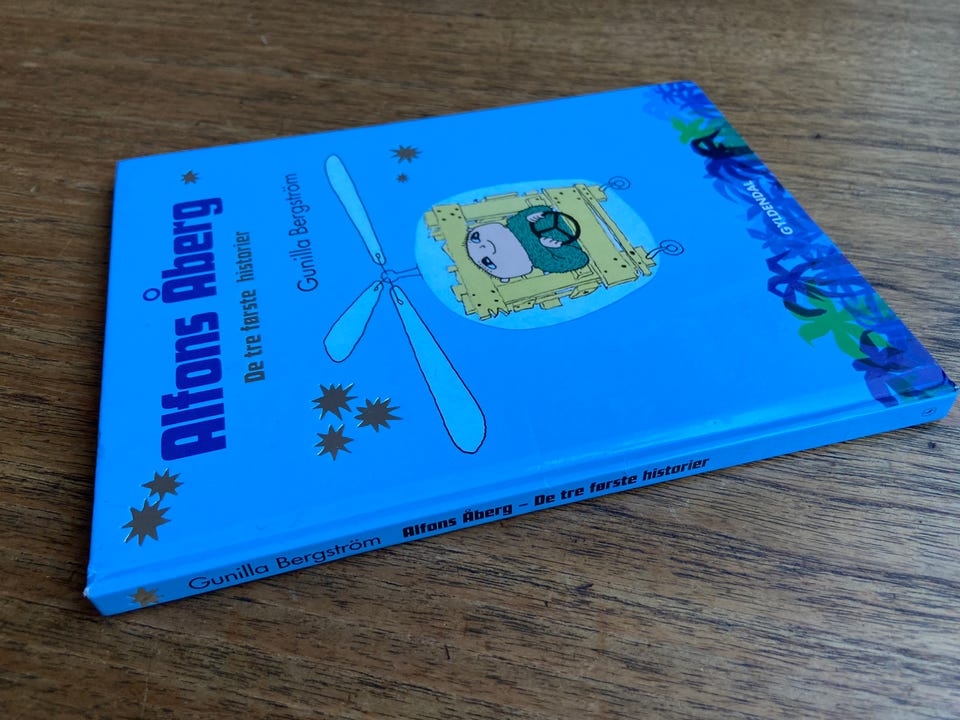 Alfons Åberg
De tre første historier
Gunilla Bergström
GYLDENDAL
Gunilla Bergström Alfons Åberg – De tre første historier